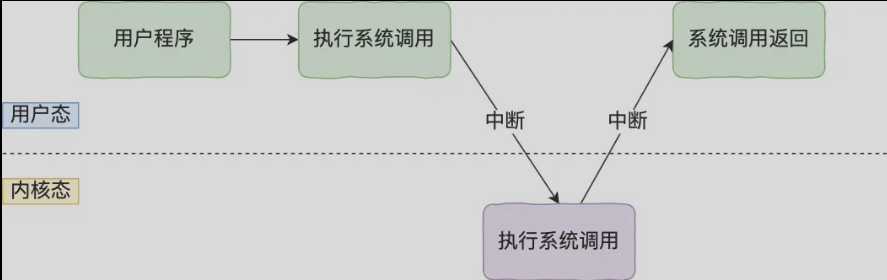 用户程序
执行系统调用
系统调用返回
用户态
中断
中断
内核态
执行系统调用